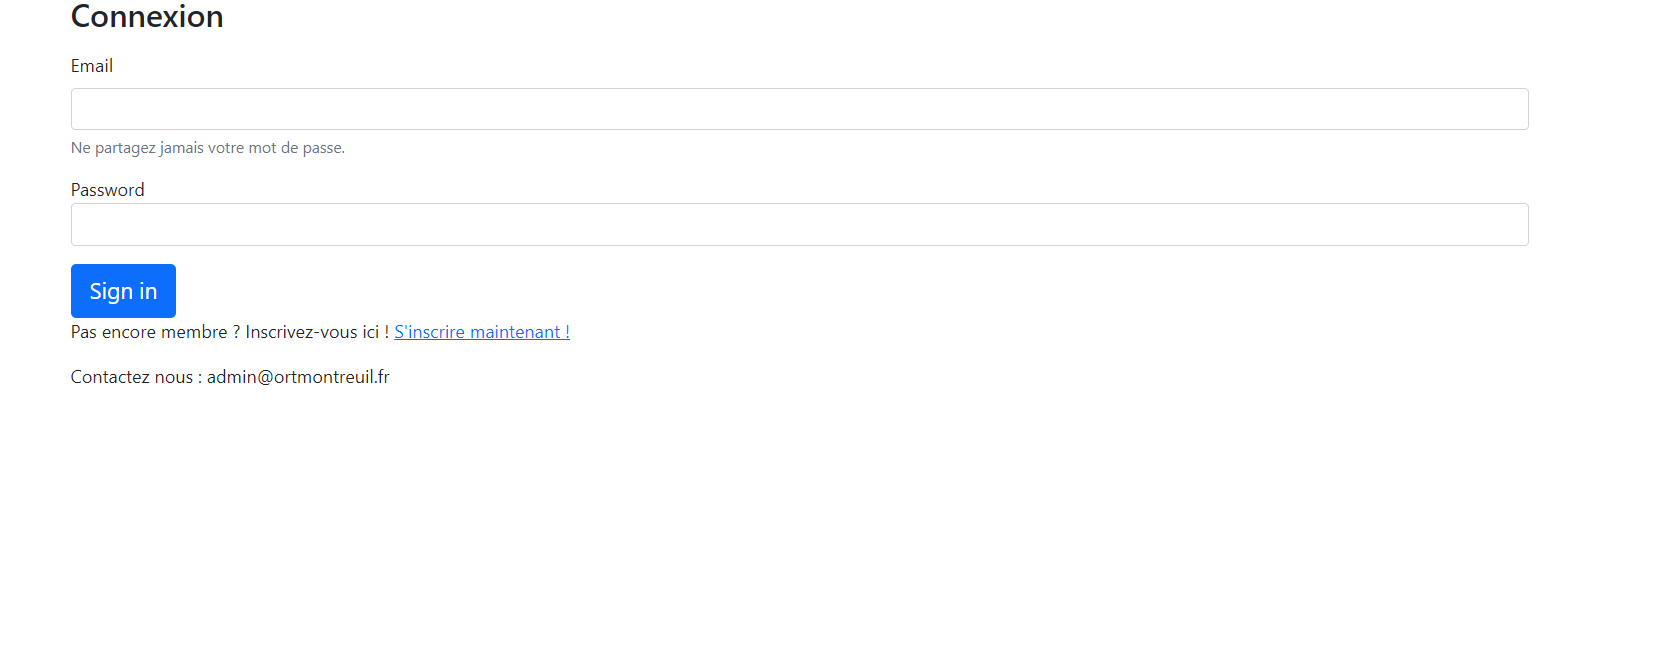 Connexion
Email
Ne partagez jamais votre mot de passe.
Password
Sign in
Pas encore membre ? Inscrivez-vous ici ! S'inscrire maintenant !
Contactez nous : admin@ortmontreuil.fr